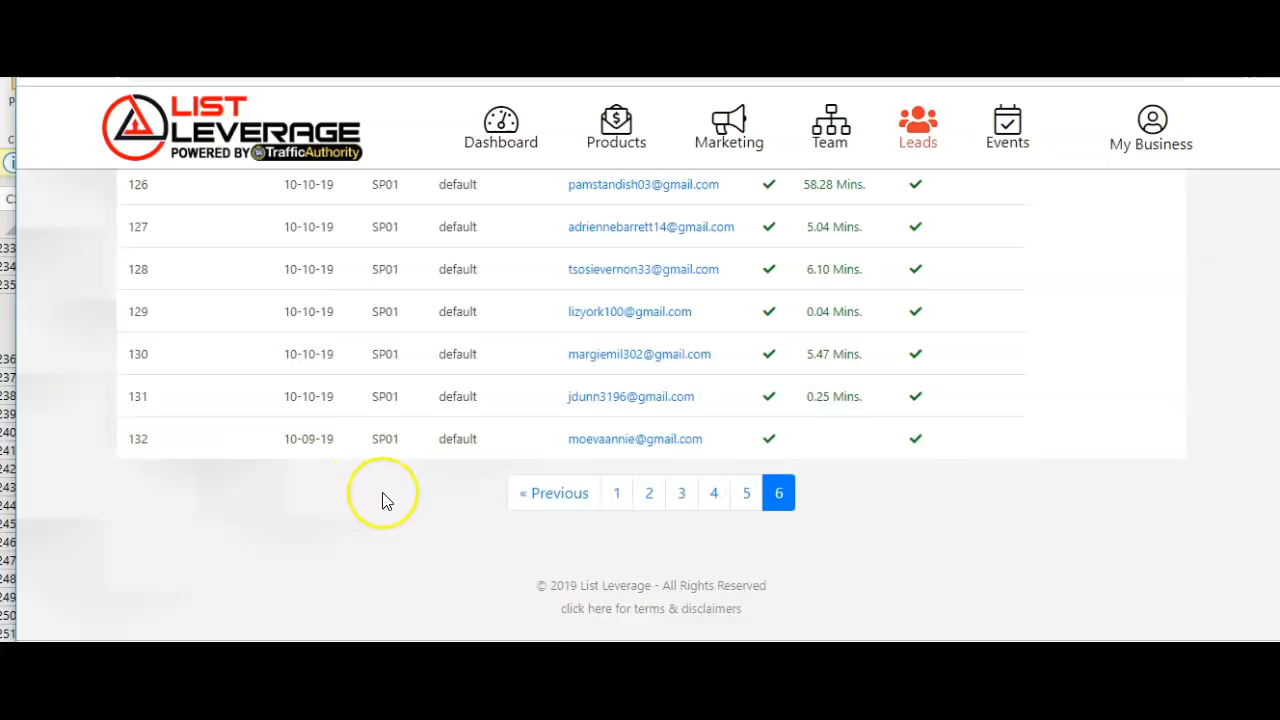 LIST
LEVERAGE
POWERED BY TrafficAuthority
Dashboard Products Marketing Team Leads Events My Business
126 10-10-19 SP01 default pamstandish03@gmail.com 58.28 Mins.
127 10-10-19 SP01 default adriennebarrett14@gmail.com 5.04 Mins.
128 10-10-19 SP01 default tsosievernon33@gmail.com 6.10 Mins.
129 10-10-19 SP01 default lizyork100@gmail.com 0.04 Mins.
130 10-10-19 SP01 default margiemil302@gmail.com 5.47 Mins.
131 10-10-19 SP01 default jdunn3196@gmail.com 0.25 Mins.
132 10-09-19 SP01 default moevaannie@gmail.com
« Previous 1 2 3 4 5 6
© 2019 List Leverage - All Rights Reserved
click here for terms & disclaimers